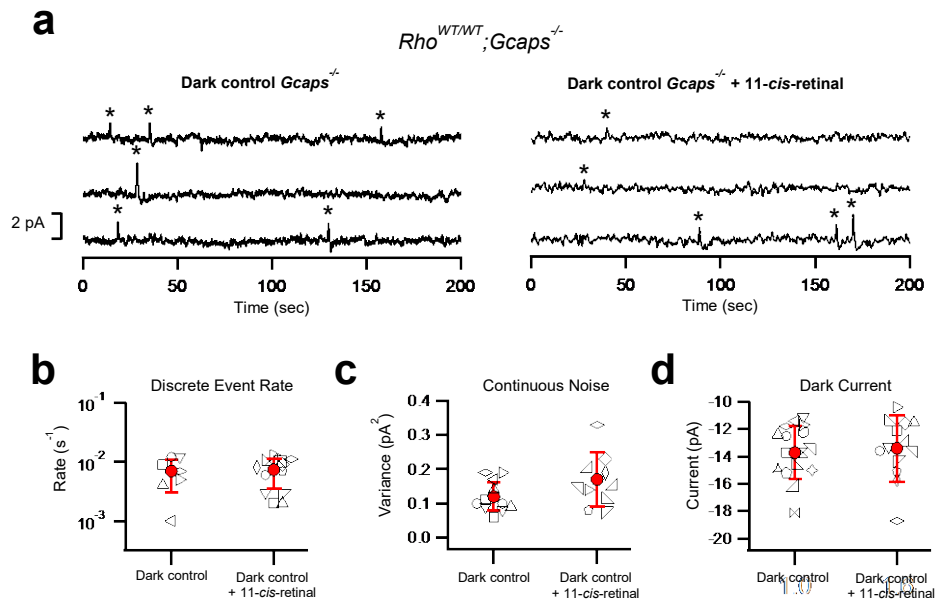 a
Rho^WT/WT;Gcaps^-/-
Dark control Gcaps^-/-
Dark control Gcaps^-/- + 11-cis-retinal
* * *
*
* *
*
*
* * *
2 pA
0 50 100 150 200
Time (sec)
0 50 100 150 200
Time (sec)
b
Discrete Event Rate
Rate (s^-1)
10^-1
10^-2
10^-3
Dark control
Dark control
+ 11-cis-retinal
c
Continuous Noise
Variance (pA^2)
0.4
0.3
0.2
0.1
0.0
Dark control
Dark control
+ 11-cis-retinal
d
Dark Current
Current (pA)
-10
-12
-14
-16
-18
-20
Dark control
1.0
Dark control
+ 11-cis-retinal